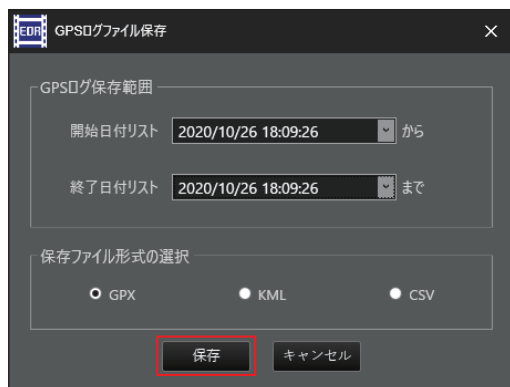 EDR GPSログファイル保存
GPSログ保存範囲
開始日付リスト 2020/10/26 18:09:26 から
終了日付リスト 2020/10/26 18:09:26 まで
保存ファイル形式の選択
GPX KML CSV
保存 キャンセル